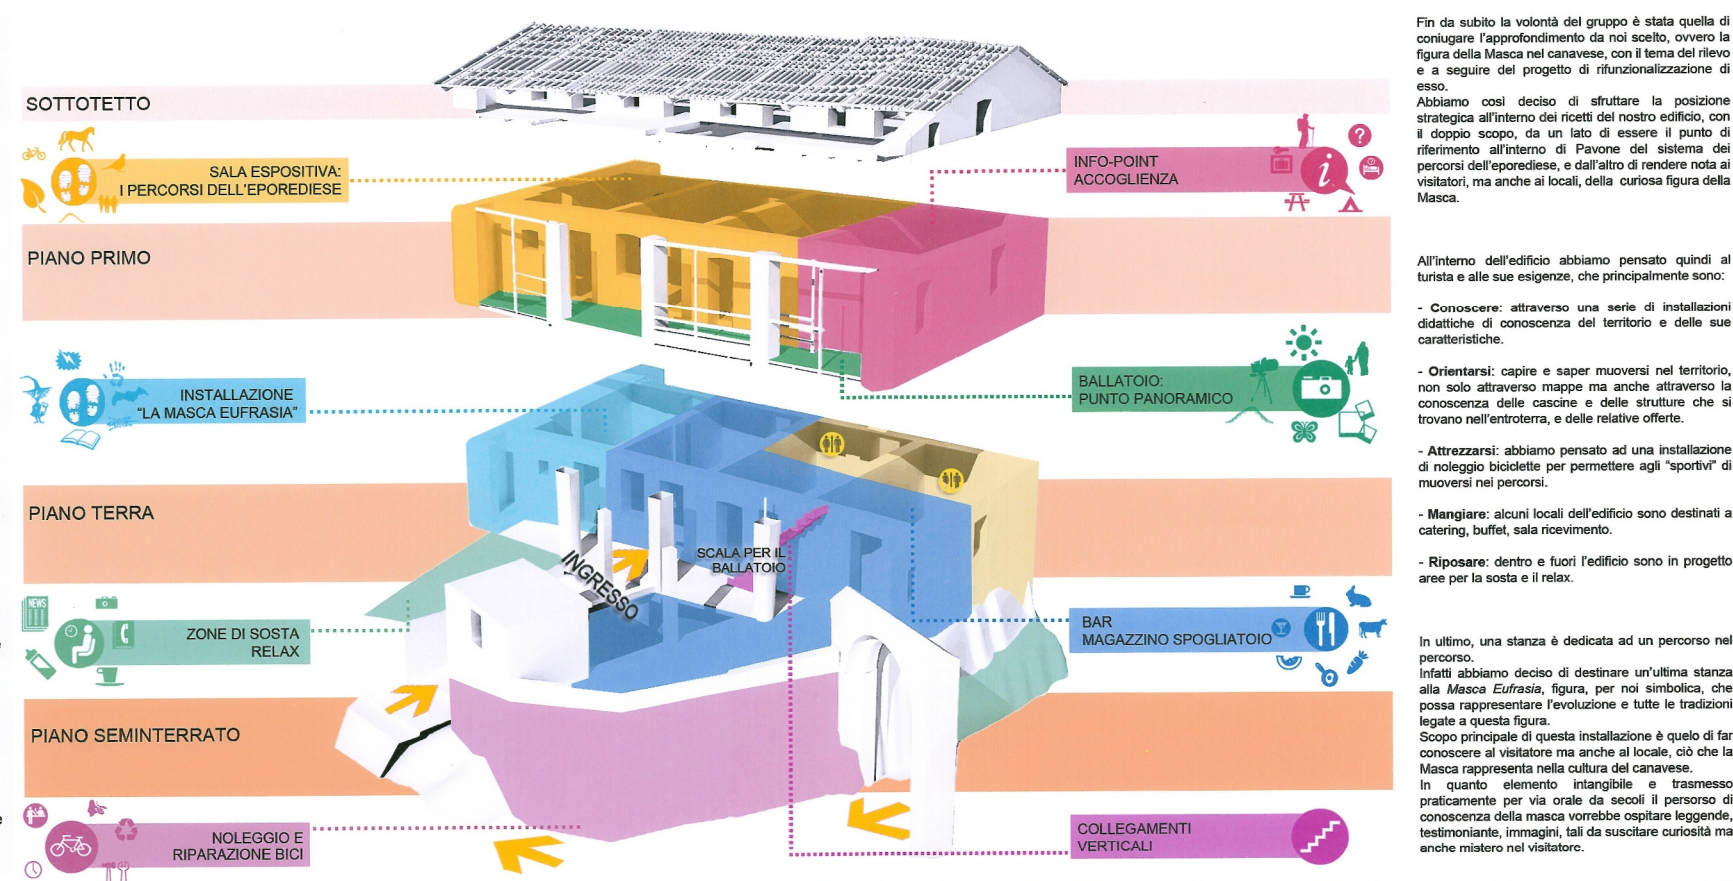 SOTTOTETTO
SALA ESPOSITIVA:
I PERCORSI DELL'EPOREDIESE
INFO-POINT
ACCOGLIENZA
?
i
PIANO PRIMO
INSTALLAZIONE
"LA MASCA EUFRASIA"
BALLATOIO:
PUNTO PANORAMICO
PIANO TERRA
INGRESSO
SCALA PER IL
BALLATOIO
NEWS
ZONE DI SOSTA
RELAX
BAR
MAGAZZINO SPOGLIATOIO
PIANO SEMINTERRATO
NOLEGGIO E
RIPARAZIONE BICI
COLLEGAMENTI
VERTICALI
Fin da subito la volontà del gruppo è stata quella di
coniugare l'approfondimento da noi scelto, ovvero la
figura della Masca nel canavese, con il tema del rilevo
e a seguire del progetto di rifunzionalizzazione di
esso.
Abbiamo così deciso di sfruttare la posizione
strategica all'interno dei ricetti del nostro edificio, con
il doppio scopo, da un lato di essere il punto di
riferimento all'interno di Pavone del sistema dei
percorsi dell'eporediese, e dall'altro di rendere nota ai
visitatori, ma anche ai locali, della curiosa figura della
Masca.
All'interno dell'edificio abbiamo pensato quindi al
turista e alle sue esigenze, che principalmente sono:
- Conoscere: attraverso una serie di installazioni
didattiche di conoscenza del territorio e delle sue
caratteristiche.
- Orientarsi: capire e saper muoversi nel territorio,
non solo attraverso mappe ma anche attraverso la
conoscenza delle cascine e delle strutture che si
trovano nell'entroterra, e delle relative offerte.
- Attrezzarsi: abbiamo pensato ad una installazione
di noleggio biciclette per permettere agli "sportivi" di
muoversi nei percorsi.
- Mangiare: alcuni locali dell'edificio sono destinati a
catering, buffet, sala ricevimento.
- Riposare: dentro e fuori l'edificio sono in progetto
aree per la sosta e il relax.
In ultimo, una stanza è dedicata ad un percorso nel
percorso.
Infatti abbiamo deciso di destinare un'ultima stanza
alla Masca Eufrasia, figura, per noi simbolica, che
possa rappresentare l'evoluzione e tutte le tradizioni
legate a questa figura.
Scopo principale di questa installazione è quelo di far
conoscere al visitatore ma anche al locale, ciò che la
Masca rappresenta nella cultura del canavese.
In quanto elemento intangibile e trasmesso
praticamente per via orale da secoli il persorso di
conoscenza della masca vorrebbe ospitare leggende,
testimoniante, immagini, tali da suscitare curiosità ma
anche mistero nel visitatore.